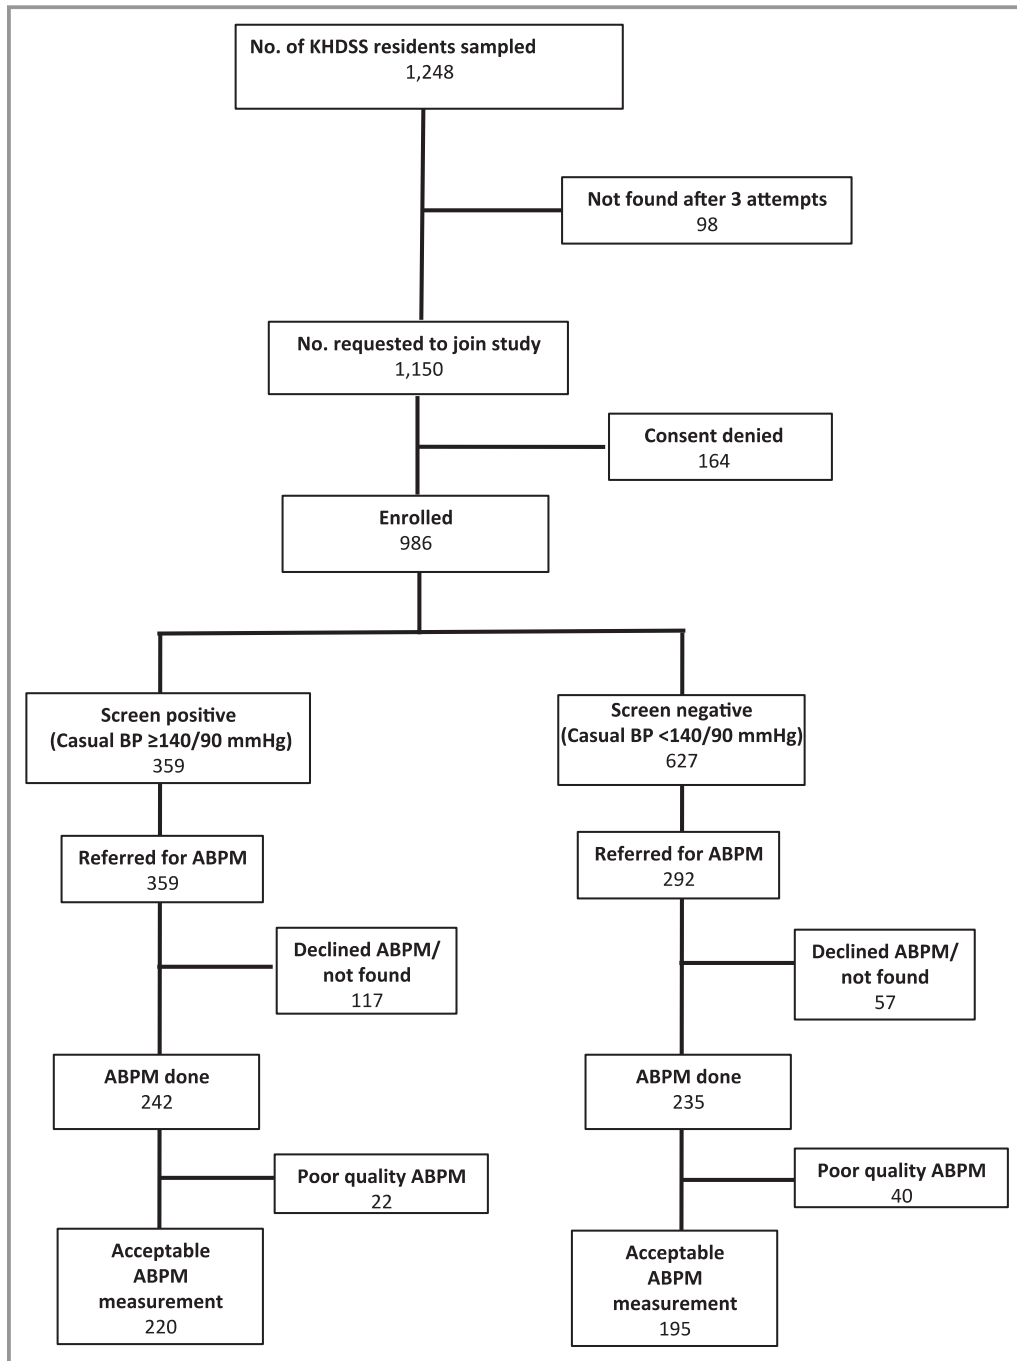 No. of KHDSS residents sampled
1,248
Not found after 3 attempts
98
No. requested to join study
1,150
Consent denied
164
Enrolled
986
Screen positive
(Casual BP ≥140/90 mmHg)
359
Screen negative
(Casual BP <140/90 mmHg)
627
Referred for ABPM
359
Referred for ABPM
292
Declined ABPM/
not found
117
Declined ABPM/
not found
57
ABPM done
242
ABPM done
235
Poor quality ABPM
22
Poor quality ABPM
40
Acceptable
ABPM
measurement
220
Acceptable
ABPM
measurement
195